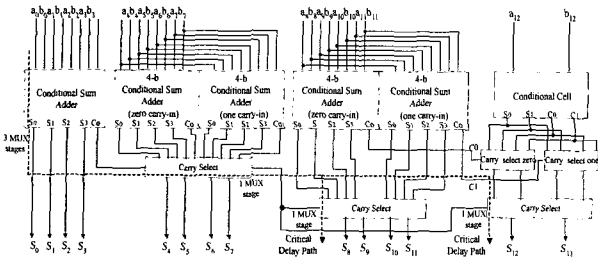 a₀b₀a₁b₁a₂b₂a₃b₃ a₄b₄a₅b₅a₆b₆a₇b₇ a₈b₈a₉b₉a₁₀b₁₀a₁₁b₁₁ a₁₂ b₁₂
Conditional Sum
Adder
4-b
Conditional Sum
Adder
(zero carry-in)
4-b
Conditional Sum
Adder
(one carry-in)
4-b
Conditional Sum
Adder
(zero carry-in)
4-b
Conditional Sum
Adder
(one carry-in)
Conditional Cell
S0 S1 S2 S3 C0
S0 S1 S2 S3 C0
S0 S1 S2 S3 C0
S0 S S2 S3 C0
S0 S1 S2 S3 C0
S0 S1 C0 C1
3 MUX
stages
Carry Select
1 MUX
stage
C0
C1
Carry select zero
Carry select one
1 MUX
stage
Carry Select
1 MUX
stage
Carry Select
Critical
Delay Path
Critical
Delay Path
S₀ S₁ S₂ S₃ S₄ S₅ S₆ S₇ S₈ S₉ S₁₀ S₁₁ S₁₂ S₁₃